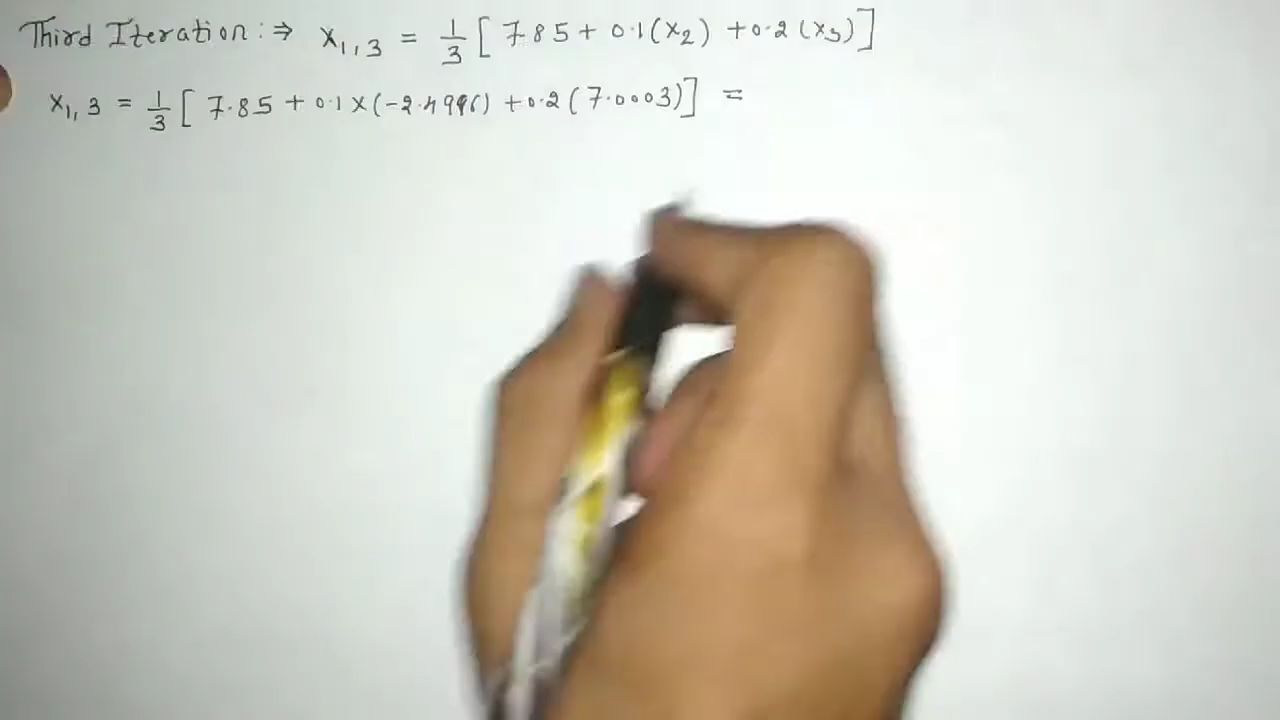 Third Iteration : ⇒ x1,3 = 1/3 [ 7.85 + 0.1(x2) + 0.2 (x3) ]
x1,3 = 1/3 [ 7.85 + 0.1 x (-2.4996) + 0.2 ( 7.0003) ] =